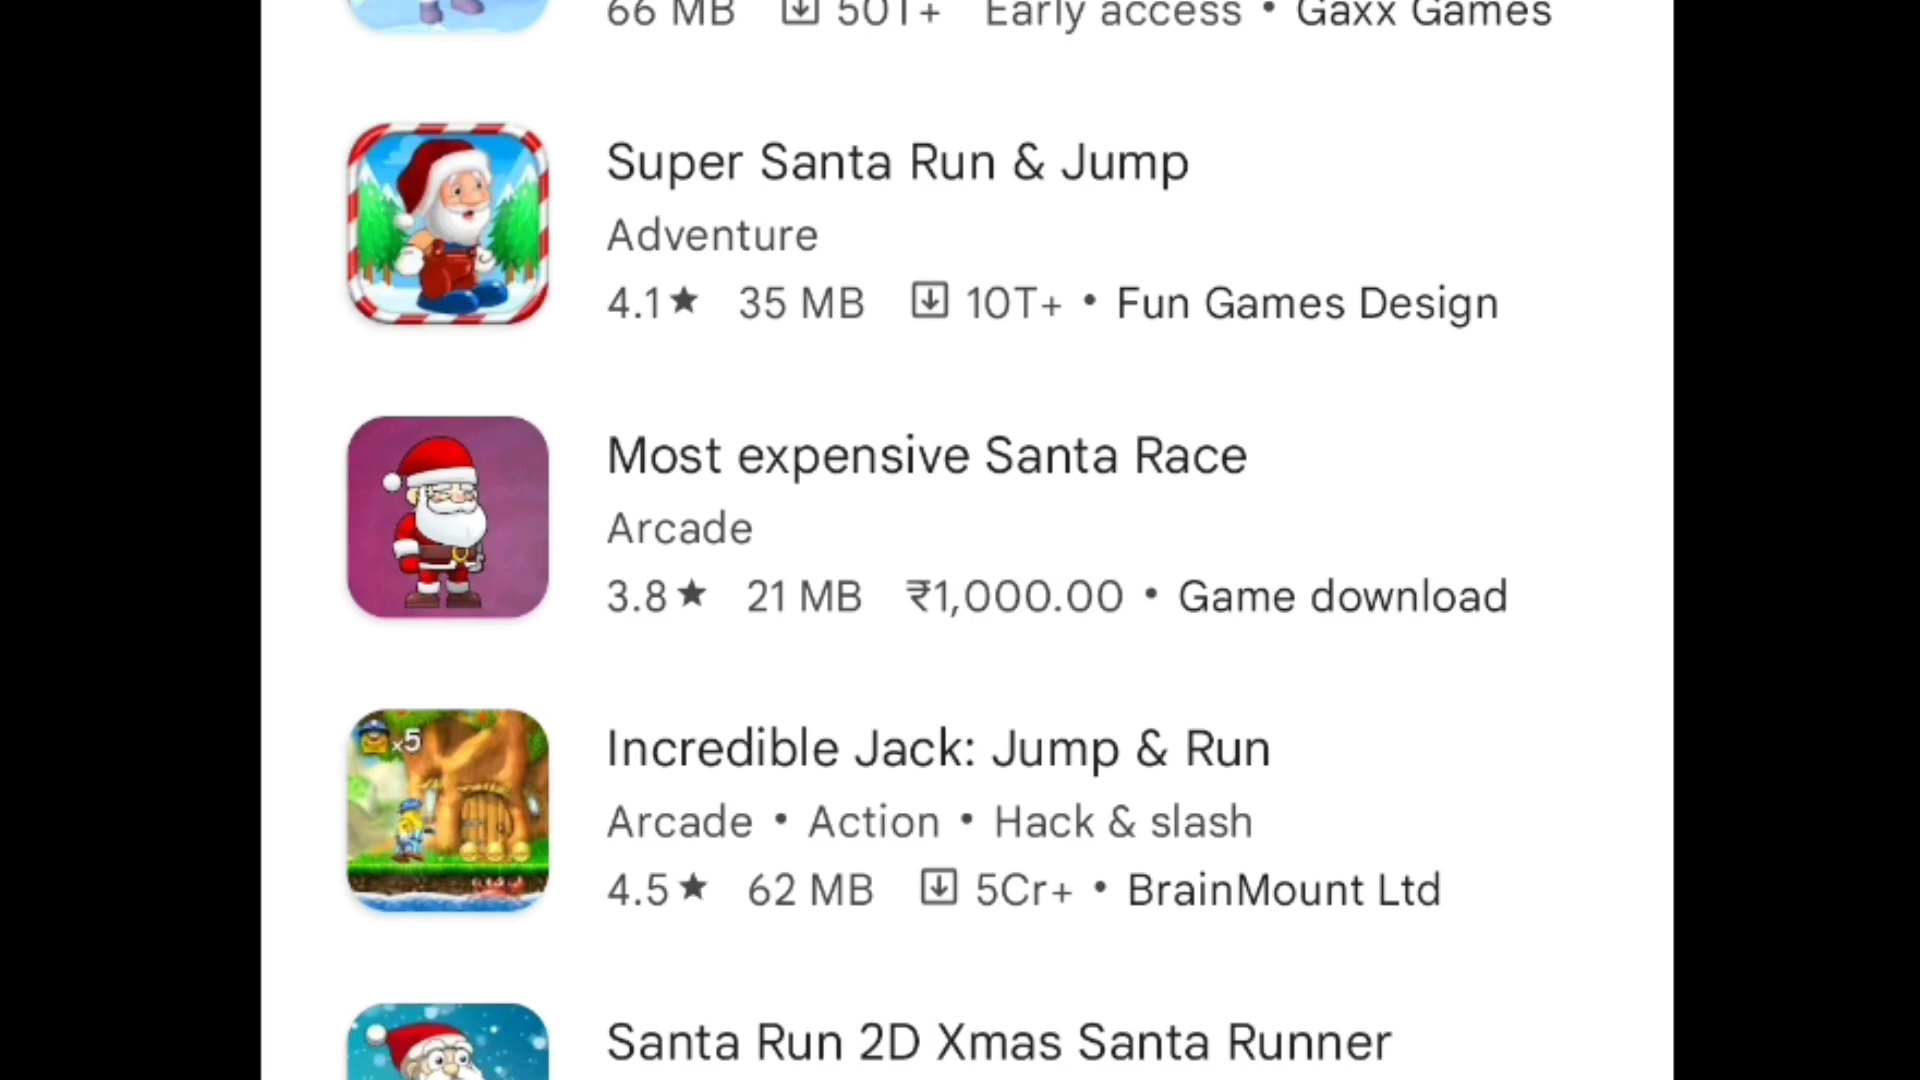 66 MB 50T+ Early access • Gaxx Games
Super Santa Run & Jump
Adventure
4.1★ 35 MB 10T+ • Fun Games Design
Most expensive Santa Race
Arcade
3.8★ 21 MB ₹1,000.00 • Game download
x5
Incredible Jack: Jump & Run
Arcade • Action • Hack & slash
4.5★ 62 MB 5Cr+ • BrainMount Ltd
Santa Run 2D Xmas Santa Runner